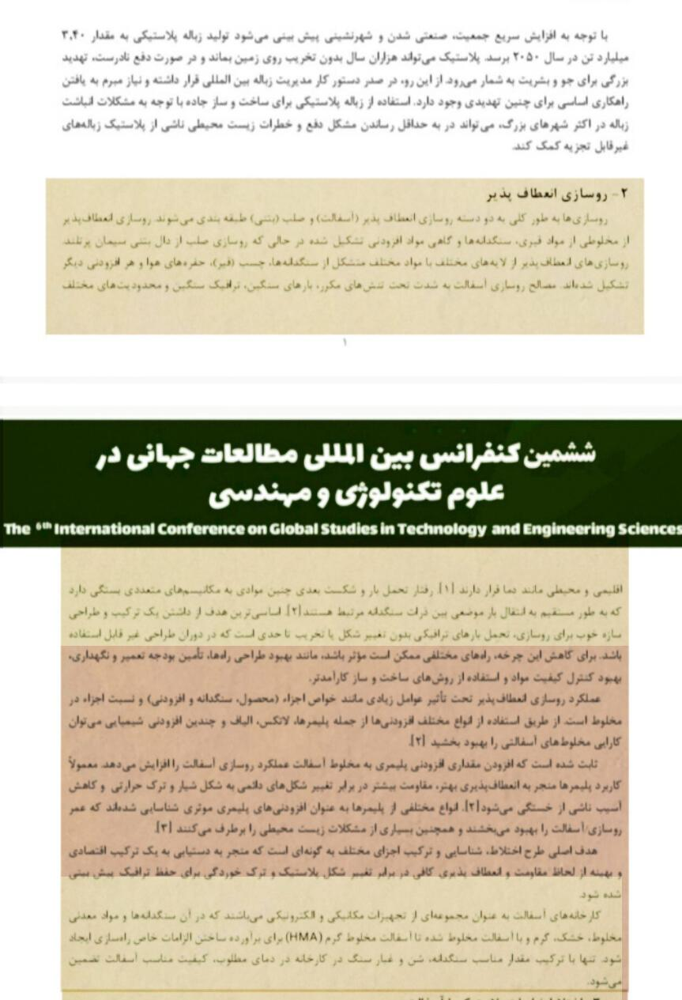 با توجه به افزایش سریع جمعیت، صنعتی شدن و شهرنشینی پیش بینی می‌شود تولید زباله پلاستیکی به مقدار ۳,۴۰
میلیارد تن در سال ۲۰۵۰ برسد. پلاستیک می‌تواند هزاران سال بدون تخریب روی زمین بماند و در صورت دفع نادرست، تهدید
بزرگی برای جو و بشریت به شمار می‌رود. از این رو، در صدر دستور کار مدیریت زباله بین المللی قرار داشته و نیاز مبرم به یافتن
راهکاری اساسی برای چنین تهدیدی وجود دارد. استفاده از زباله پلاستیکی برای ساخت و ساز جاده با توجه به مشکلات انباشت
زباله در اکثر شهرهای بزرگ، می‌تواند در به حداقل رساندن مشکل دفع و خطرات زیست محیطی ناشی از پلاستیک زباله‌های
غیرقابل تجزیه کمک کند.
۲- روسازی انعطاف پذیر
روسازی‌ها به طور کلی به دو دسته روسازی انعطاف پذیر (آسفالت) و صلب (بتنی) طبقه بندی می‌شوند. روسازی انعطاف‌پذیر
از مخلوطی از مواد قیری، سنگدانه‌ها و گاهی مواد افزودنی تشکیل شده در حالی که روسازی صلب از دال بتنی سیمان پرتلند.
روسازی‌های انعطاف‌پذیر از لایه‌های مختلف با مواد مختلف متشکل از سنگدانه‌ها، چسب (قیر)، حفره‌های هوا و هر افزودنی دیگر
تشکیل شده‌اند. مصالح روسازی آسفالت به شدت تحت تنش‌های مکرر، بارهای سنگین، ترافیک سنگین و محدودیت‌های مختلف
۱
ششمین کنفرانس بین المللی مطالعات جهانی در
علوم تکنولوژی و مهندسی
The 6th International Conference on Global Studies in Technology and Engineering Sciences
اقلیمی و محیطی مانند دما قرار دارند [۱]. رفتار تحمل بار و شکست بعدی چنین موادی به مکانیسم‌های متعددی بستگی دارد
که به طور مستقیم به انتقال بار موضعی بین ذرات سنگدانه مرتبط هستند[۲]. اساسی‌ترین هدف از داشتن یک ترکیب و طراحی
سازه خوب برای روسازی، تحمل بارهای ترافیکی بدون تغییر شکل یا تخریب تا حدی است که در دوران طراحی غیر قابل استفاده
باشد. برای کاهش این چرخه، راه‌های مختلفی ممکن است مؤثر باشد، مانند بهبود طراحی راه‌ها، تأمین بودجه تعمیر و نگهداری،
بهبود کنترل کیفیت مواد و استفاده از روش‌های ساخت و ساز کارآمدتر.
عملکرد روسازی انعطاف‌پذیر تحت تأثیر عوامل زیادی مانند خواص اجزاء (محصول، سنگدانه و افزودنی) و نسبت اجزاء در
مخلوط است. از طریق استفاده از انواع مختلف افزودنی‌ها از جمله پلیمرها، لاتکس، الیاف و چندین افزودنی شیمیایی می‌توان
کارایی مخلوط‌های آسفالتی را بهبود بخشید [۲].
ثابت شده است که افزودن مقداری افزودنی پلیمری به مخلوط آسفالت عملکرد روسازی آسفالت را افزایش می‌دهد. معمولاً
کاربرد پلیمرها منجر به انعطاف‌پذیری بهتر، مقاومت بیشتر در برابر تغییر شکل‌های دائمی به شکل شیار و ترک حرارتی و کاهش
آسیب ناشی از خستگی می‌شود[۲]. انواع مختلفی از پلیمرها به عنوان افزودنی‌های پلیمری موثری شناسایی شده‌اند که عمر
روسازی/آسفالت را بهبود می‌بخشند و همچنین بسیاری از مشکلات زیست محیطی را برطرف می‌کنند [۳].
هدف اصلی طرح اختلاط، شناسایی و ترکیب اجزای مختلف به گونه‌ای است که منجر به دستیابی به یک ترکیب اقتصادی
و بهینه از لحاظ مقاومت و انعطاف پذیری کافی در برابر تغییر شکل پلاستیک و ترک خوردگی برای حفظ ترافیک پیش بینی
شده شود.
کارخانه‌های آسفالت به عنوان مجموعه‌ای از تجهیزات مکانیکی و الکترونیکی می‌باشند که در آن سنگدانه‌ها و مواد معدنی
مخلوط، خشک، گرم و با آسفالت مخلوط شده تا آسفالت مخلوط گرم (HMA) برای برآورده ساختن الزامات خاص راهسازی ایجاد
شود. تنها با ترکیب مقدار مناسب سنگدانه، شن و غبار سنگ در کارخانه در دمای مطلوب، کیفیت مناسب آسفالت تضمین
می‌شود.